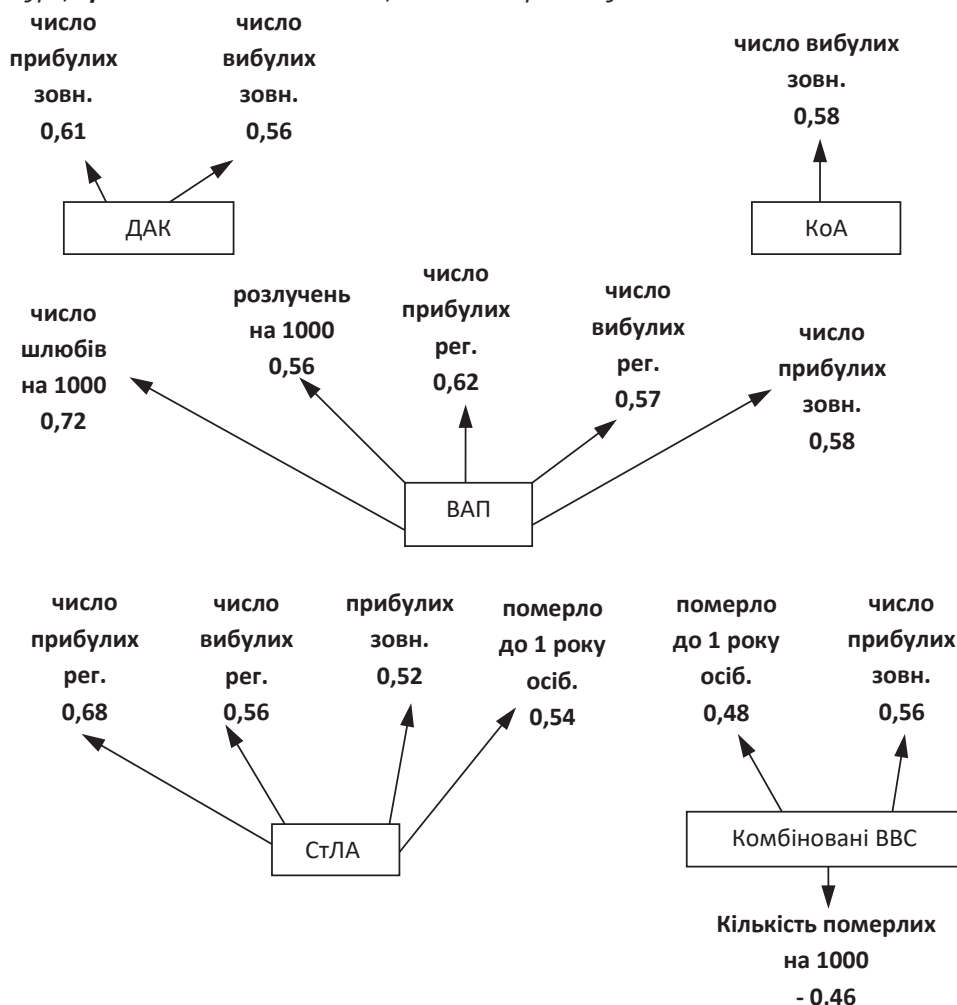 число
прибулих
зовн.
0,61
число
вибулих
зовн.
0,56
число вибулих
зовн.
0,58
ДАК
КоА
число
шлюбів
на 1000
0,72
розлучень
на 1000
0,56
число
прибулих
рег.
0,62
число
вибулих
рег.
0,57
число
прибулих
зовн.
0,58
ВАП
число
прибулих
рег.
0,68
число
вибулих
рег.
0,56
прибулих
зовн.
0,52
померло
до 1 року
осіб.
0,54
померло
до 1 року
осіб.
0,48
число
прибулих
зовн.
0,56
СтЛА
Комбіновані ВВС
Кількість померлих
на 1000
- 0,46